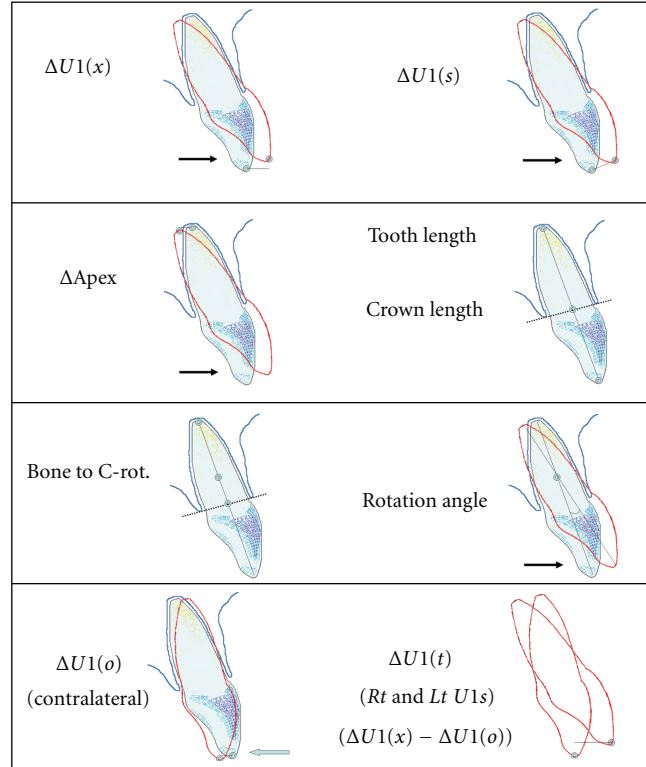 ΔU1(x)
ΔU1(s)
ΔApex
Tooth length
Crown length
Bone to C-rot.
Rotation angle
ΔU1(o)
(contralateral)
ΔU1(t)
(Rt and Lt U1s)
(ΔU1(x) − ΔU1(o))